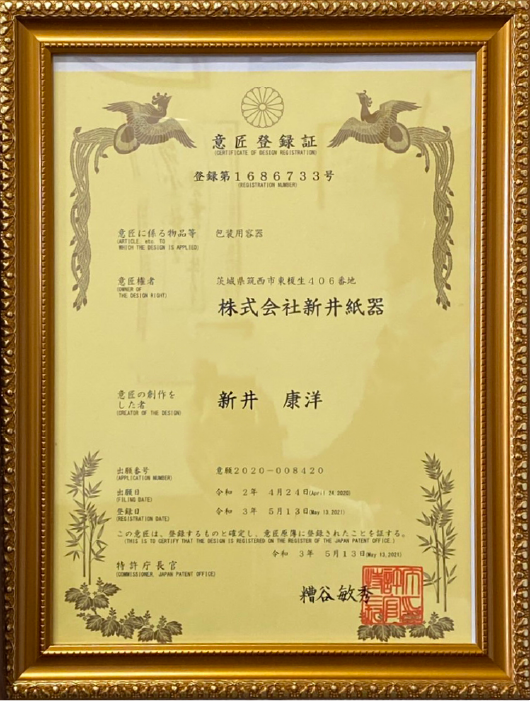 意匠登録証
(CERTIFICATE OF DESIGN REGISTRATION)
登録第1686733号
(REGISTRATION NUMBER)
意匠に係る物品等 包装用容器
(ARTICLE, etc. TO
WHICH THE DESIGN IS APPLIED)
意匠権者 茨城県筑西市東榎生406番地
(OWNER OF
THE DESIGN RIGHT)
株式会社新井紙器
意匠の創作を
した者
(CREATOR OF THE DESIGN)
新井 康洋
出願番号 意願2020-008420
(APPLICATION NUMBER)
出願日 令和 2年 4月24日(April 24,2020)
(FILING DATE)
登録日 令和 3年 5月13日(May 13,2021)
(REGISTRATION DATE)
この意匠は、登録するものと確定し、意匠原簿に登録されたことを証する。
(THIS IS TO CERTIFY THAT THE DESIGN IS REGISTERED ON THE REGISTER OF THE JAPAN PATENT OFFICE.)
令和 3年 5月13日(May 13,2021)
特許庁長官
(COMMISSIONER, JAPAN PATENT OFFICE)
糟谷敏秀